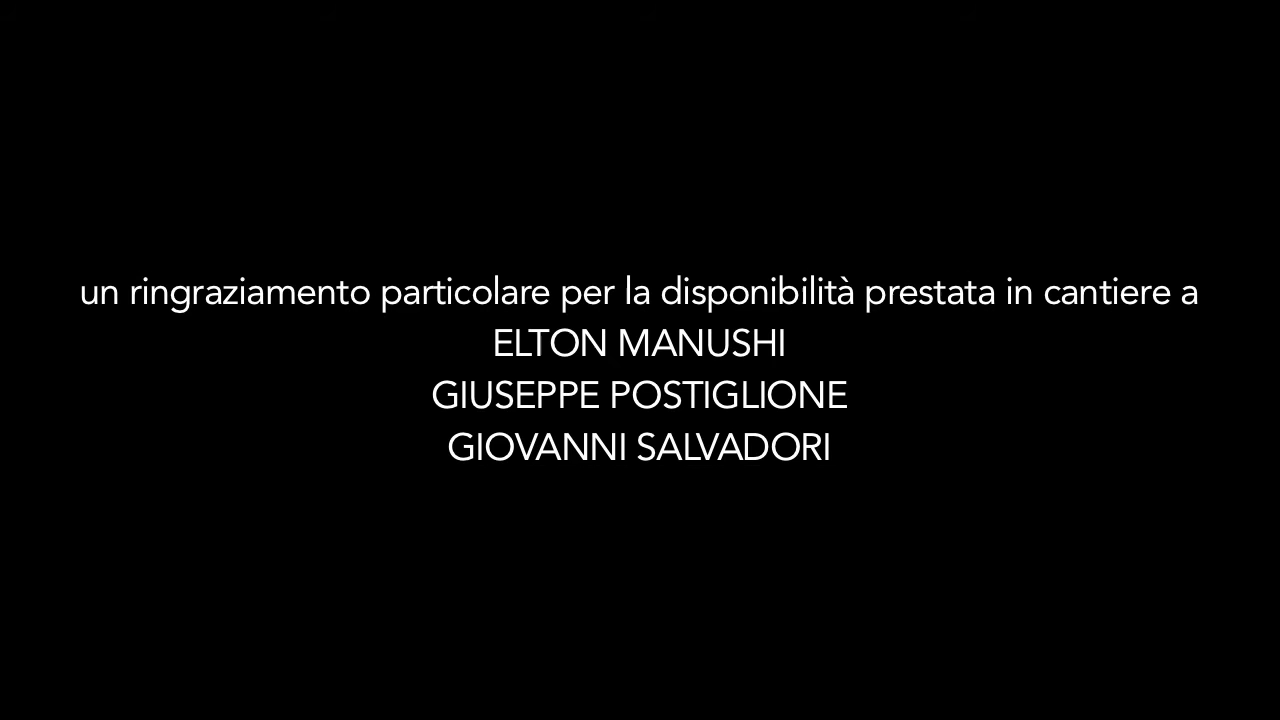 un ringraziamento particolare per la disponibilità prestata in cantiere a
ELTON MANUSHI
GIUSEPPE POSTIGLIONE
GIOVANNI SALVADORI